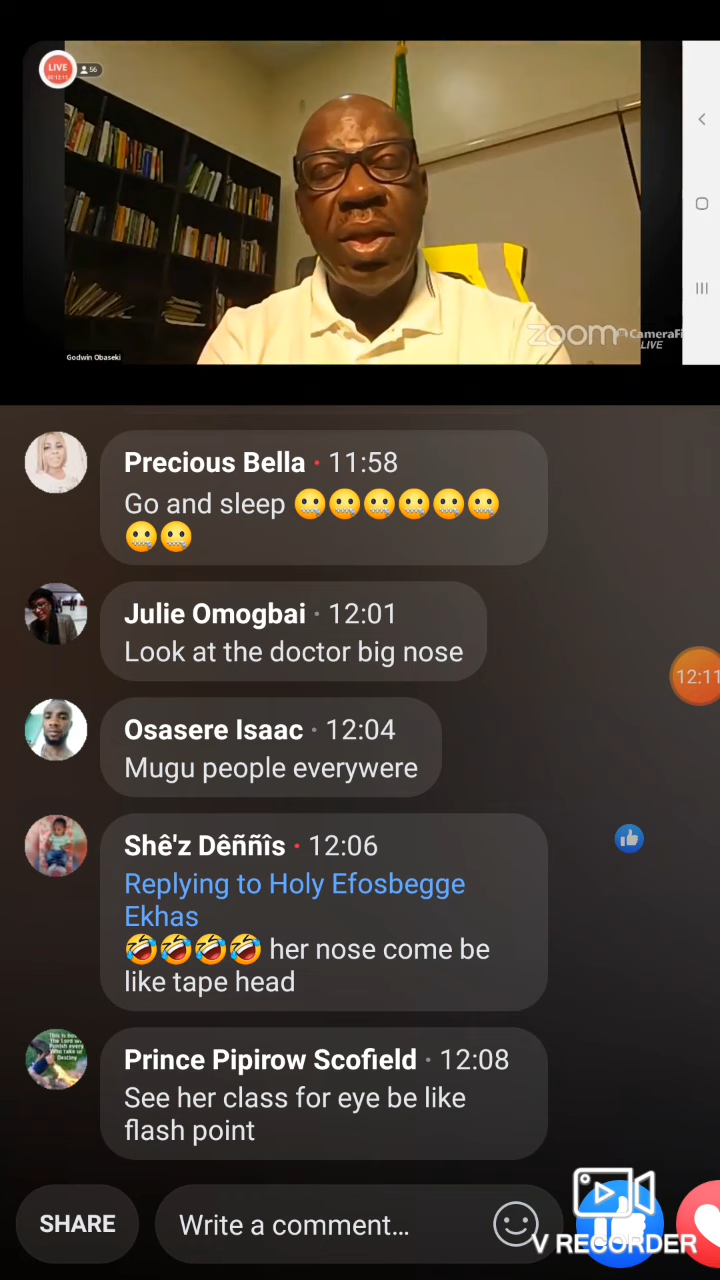 LIVE
56
Godwin Obaseki
zoom
CameraFi
LIVE
Precious Bella · 11:58
Go and sleep 🤐🤐🤐🤐🤐🤐
🤐🤐
Julie Omogbai · 12:01
Look at the doctor big nose
12:11
Osasere Isaac · 12:04
Mugu people everywere
Shê'z Dêññîs · 12:06
Replying to Holy Efosbegge
Ekhas
🤣🤣🤣🤣 her nose come be
like tape head
Prince Pipirow Scofield · 12:08
See her class for eye be like
flash point
SHARE
Write a comment...
V RECORDER